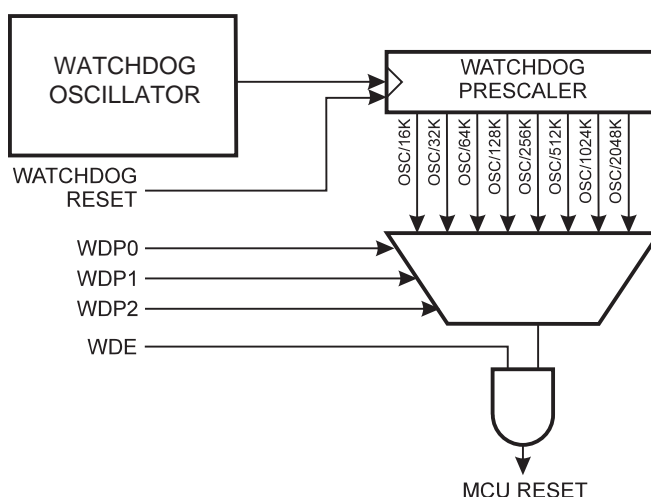 WATCHDOG
OSCILLATOR
WATCHDOG
PRESCALER
WATCHDOG
RESET
OSC/16K
OSC/32K
OSC/64K
OSC/128K
OSC/256K
OSC/512K
OSC/1024K
OSC/2048K
WDP0
WDP1
WDP2
WDE
MCU RESET